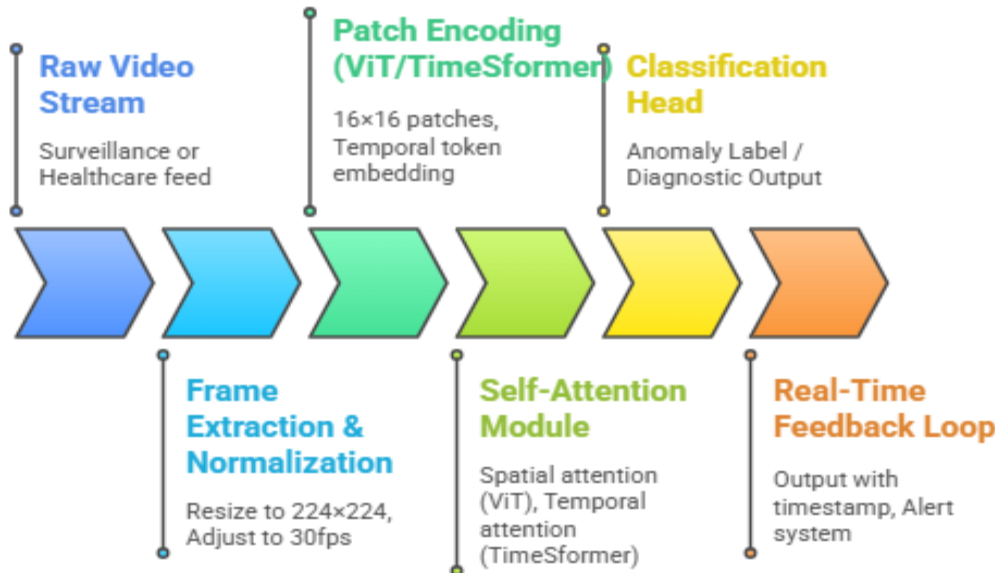 Raw Video
Stream
Surveillance or
Healthcare feed
Frame
Extraction &
Normalization
Resize to 224×224,
Adjust to 30fps
Patch Encoding
(ViT/TimeSformer)
16×16 patches,
Temporal token
embedding
Self-Attention
Module
Spatial attention
(ViT), Temporal
attention
(TimeSformer)
Classification
Head
Anomaly Label /
Diagnostic Output
Real-Time
Feedback Loop
Output with
timestamp, Alert
system